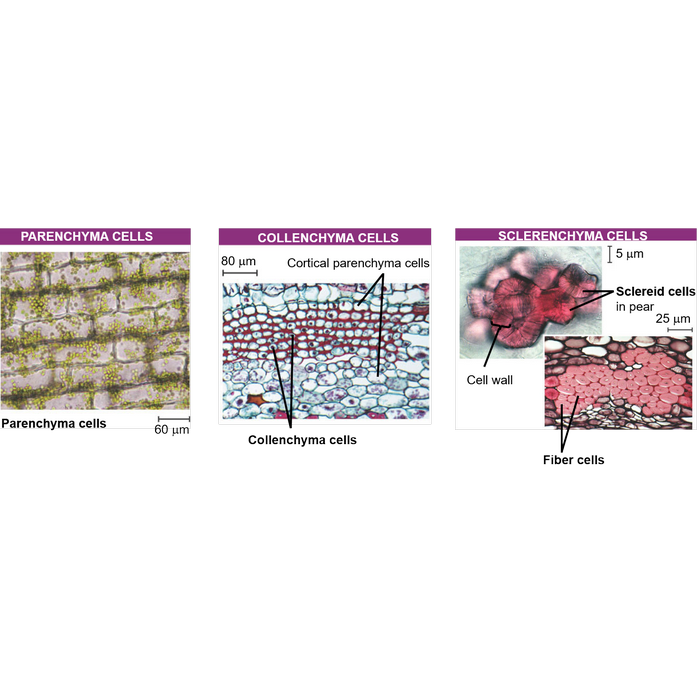 PARENCHYMA CELLS
Parenchyma cells
60 μm
COLLENCHYMA CELLS
80 μm
Cortical parenchyma cells
Collenchyma cells
SCLERENCHYMA CELLS
5 μm
Sclereid cells
in pear
25 μm
Cell wall
Fiber cells